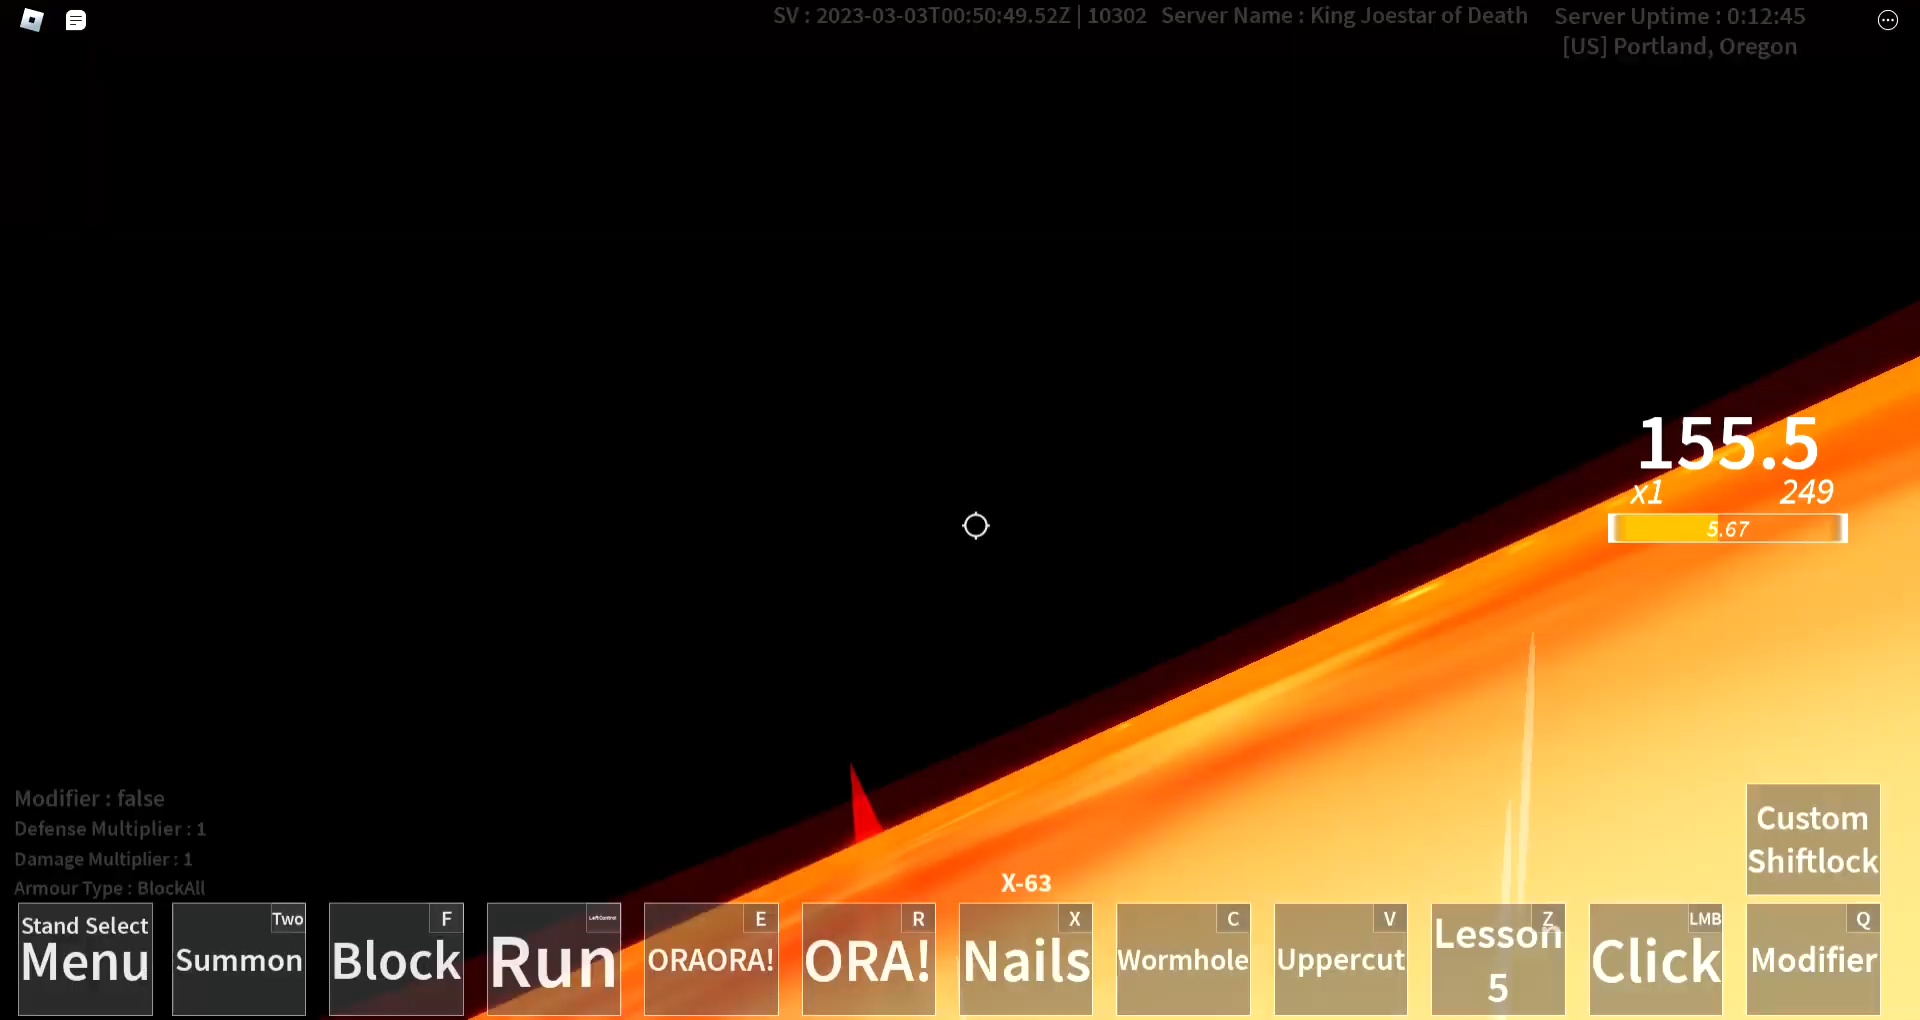 SV : 2023-03-03T00:50:49.52Z | 10302 Server Name : King Joestar of Death Server Uptime : 0:12:45
[US] Portland, Oregon
155.5
x1 249
5.67
Modifier : false
Defense Multiplier : 1
Damage Multiplier : 1
Armour Type : BlockAll
Custom
Shiftlock
X-63
Stand Select
Menu
Two
Summon
F
Block
LeftControl
Run
E
ORAORA!
R
ORA!
X
Nails
C
Wormhole
V
Uppercut
Z
Lesson
5
LMB
Click
Q
Modifier